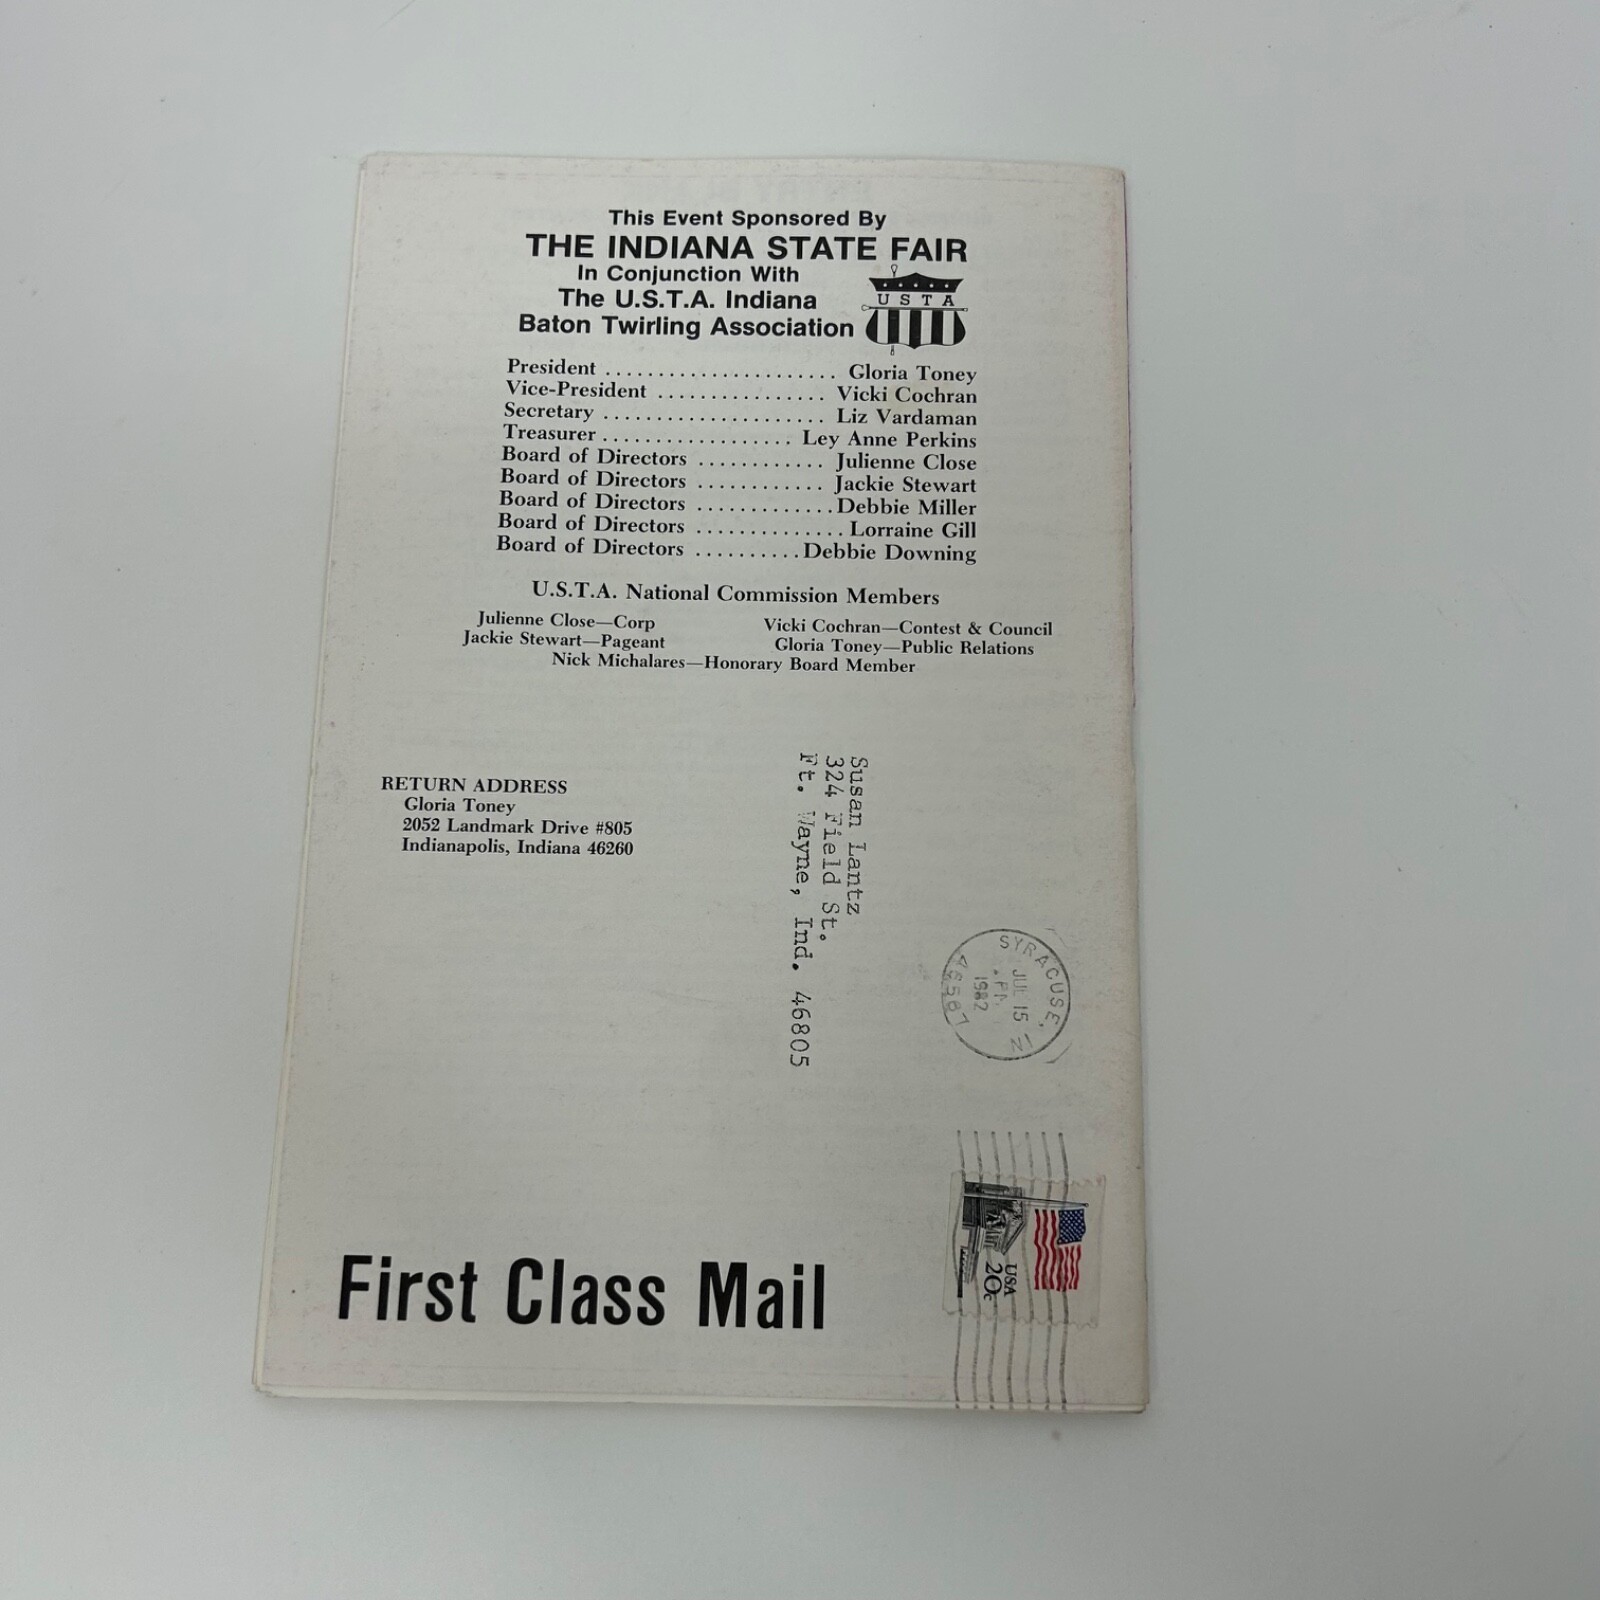 This Event Sponsored By
THE INDIANA STATE FAIR
In Conjunction With
The U.S.T.A. Indiana
Baton Twirling Association
USTA
President ...................... Gloria Toney
Vice-President ................ Vicki Cochran
Secretary ..................... Liz Vardaman
Treasurer .................. Ley Anne Perkins
Board of Directors ............ Julienne Close
Board of Directors ............ Jackie Stewart
Board of Directors ............. Debbie Miller
Board of Directors .............. Lorraine Gill
Board of Directors .......... Debbie Downing
U.S.T.A. National Commission Members
Julienne Close—Corp Vicki Cochran—Contest & Council
Jackie Stewart—Pageant Gloria Toney—Public Relations
Nick Michalares—Honorary Board Member
RETURN ADDRESS
Gloria Toney
2052 Landmark Drive #805
Indianapolis, Indiana 46260
Susan Lantz
324 Field St.
Ft. Wayne, Ind. 46805
SYRACUSE, IN
JUL 15
PM
1982
46567
USA
20c
First Class Mail